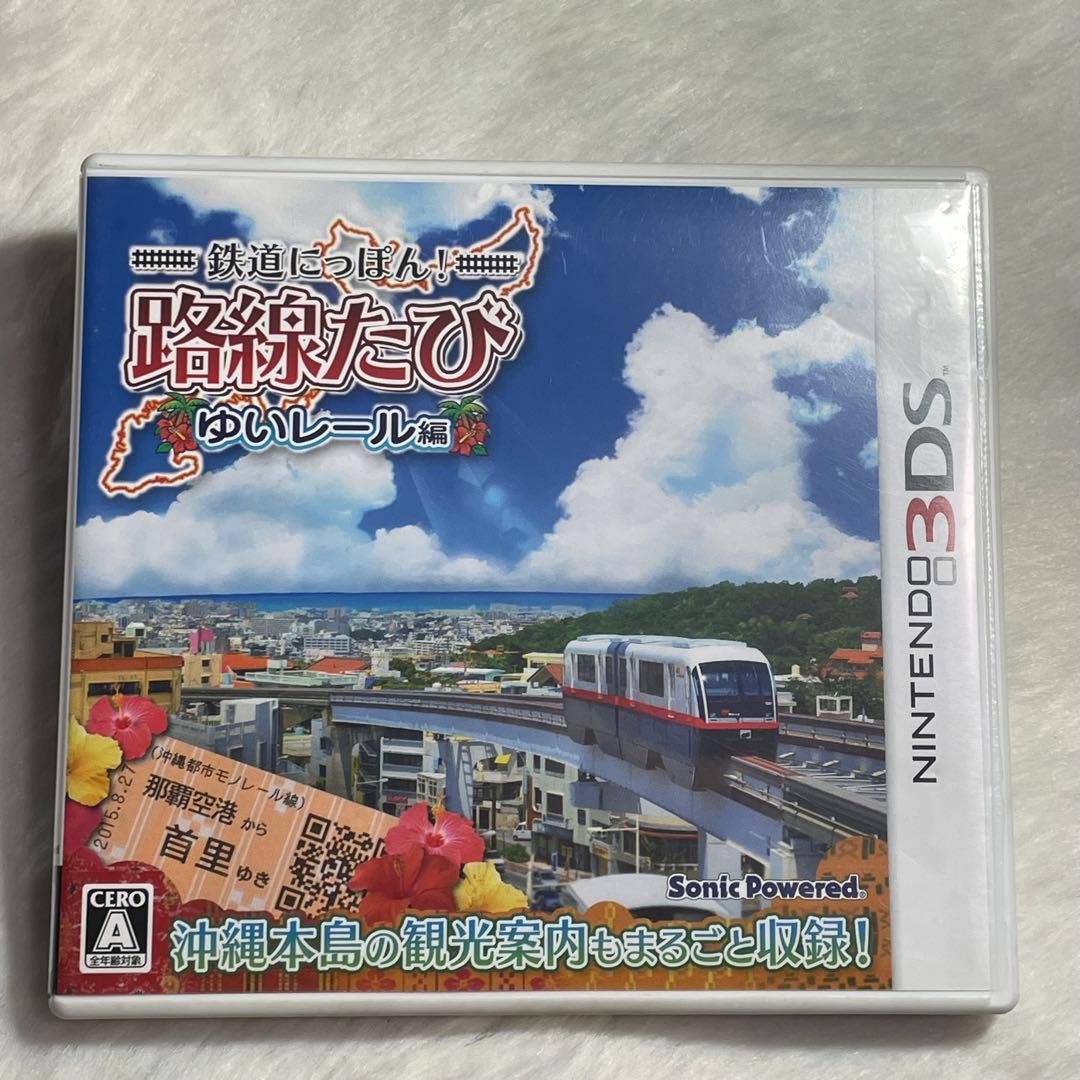 鉄道にっぽん!
路線たび
ゆいレール編
NINTENDO3DS™
(沖縄都市モノレール線)
那覇空港から
首里ゆき
2015.8.27
Sonic Powered®
CERO
A
全年齢対象
沖縄本島の観光案内もまるごと収録!